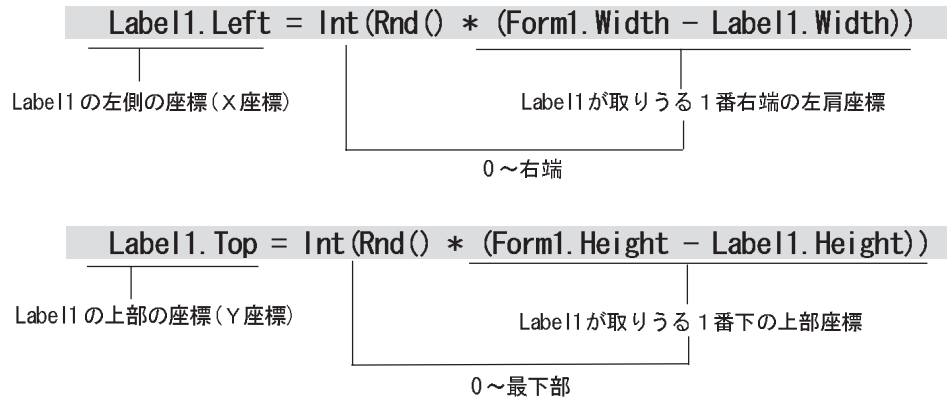 Label1.Left = Int(Rnd() * (Form1.Width － Label1.Width))
Label1の左側の座標(X座標)
Label1が取りうる1番右端の左肩座標
0～右端
Label1.Top = Int(Rnd() * (Form1.Height － Label1.Height))
Label1の上部の座標(Y座標)
Label1が取りうる1番下の上部座標
0～最下部